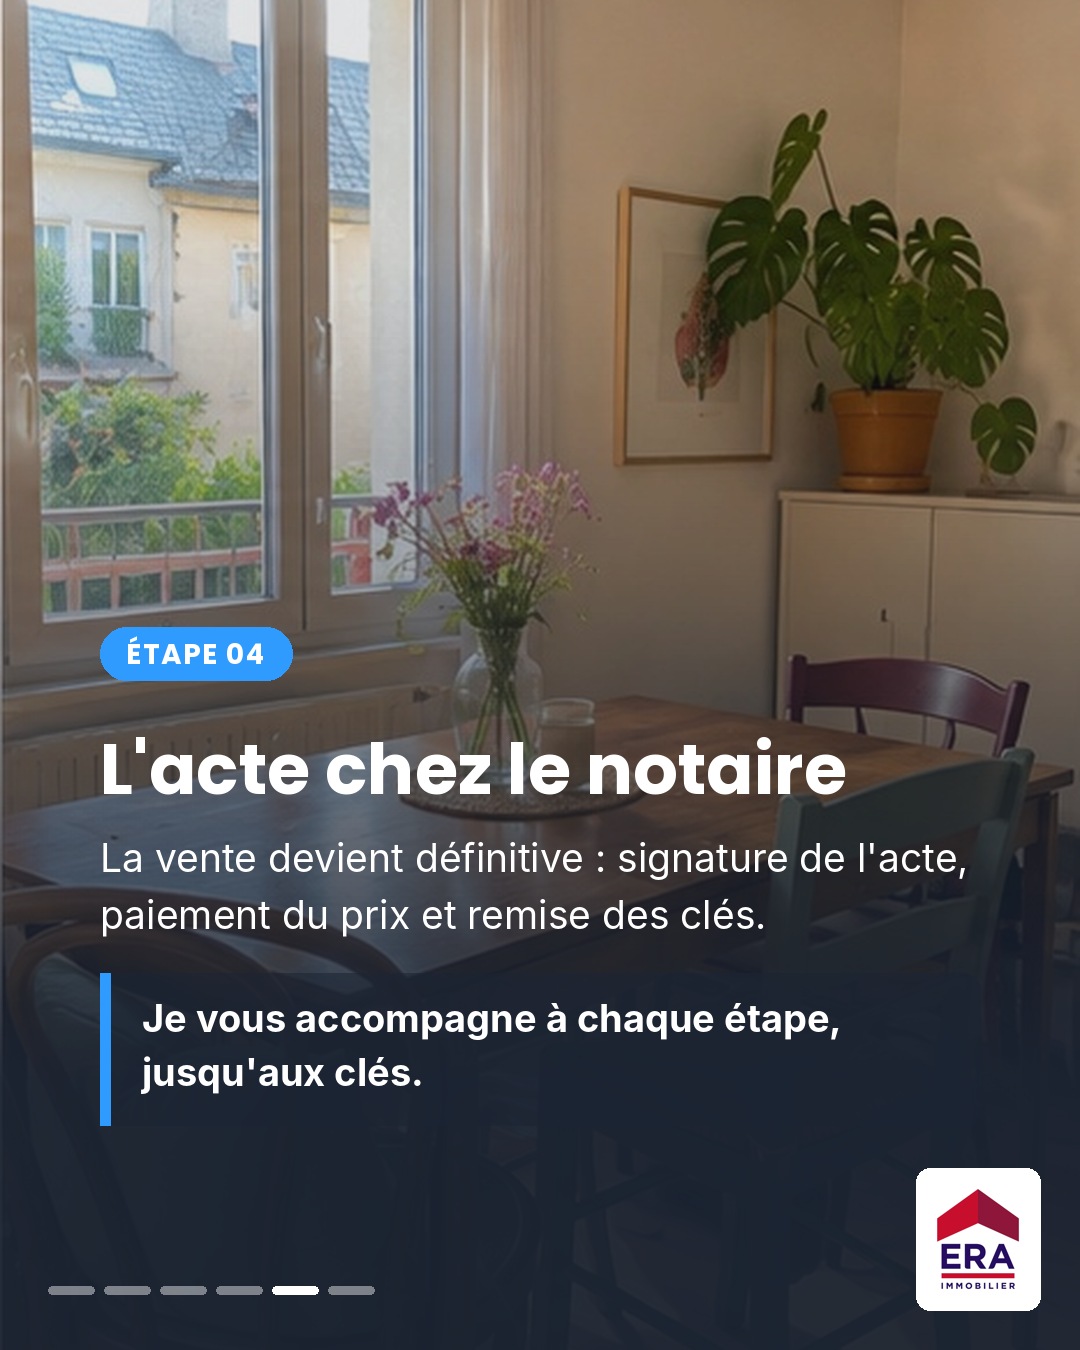 ÉTAPE 04
L'acte chez le notaire
La vente devient définitive : signature de l'acte,
paiement du prix et remise des clés.
Je vous accompagne à chaque étape,
jusqu'aux clés.
ERA
IMMOBILIER